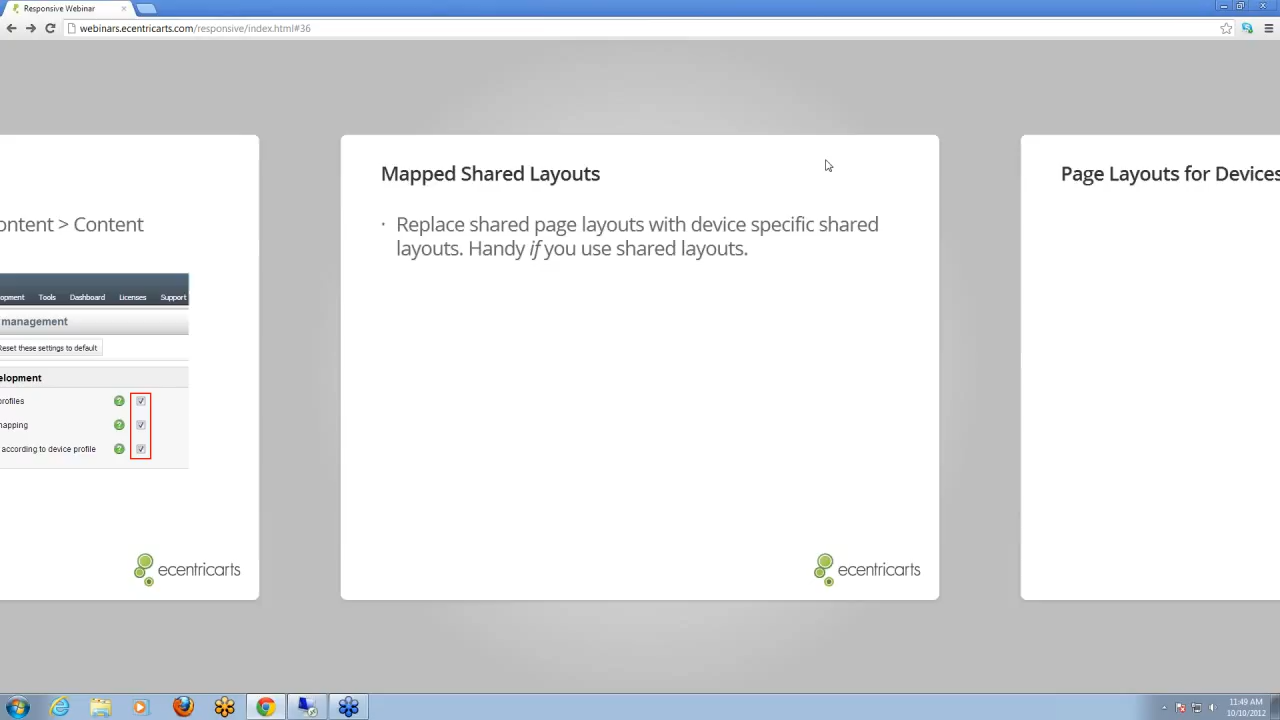 Responsive Webinar
webinars.ecentricarts.com/responsive/index.html#36
ontent > Content
opment Tools Dashboard Licenses Support
management
Reset these settings to default
elopment
rofiles
mapping
according to device profile
ecentricarts
Mapped Shared Layouts
· Replace shared page layouts with device specific shared
layouts. Handy if you use shared layouts.
ecentricarts
Page Layouts for Devices
11:49 AM
10/10/2012